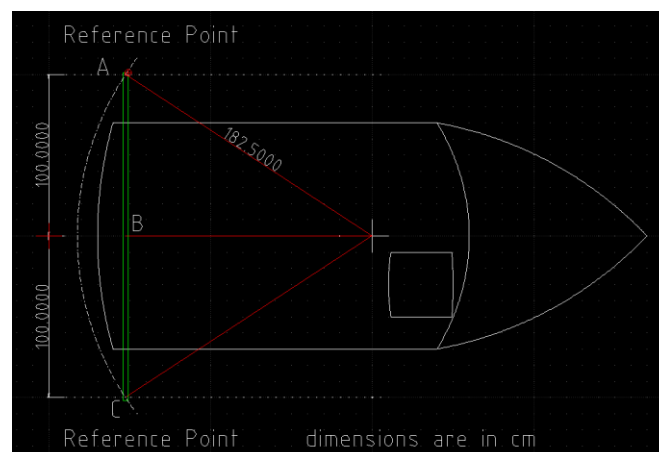 Reference Point
A
182.5000
100.0000
B
100.0000
C
Reference Point dimensions are in cm